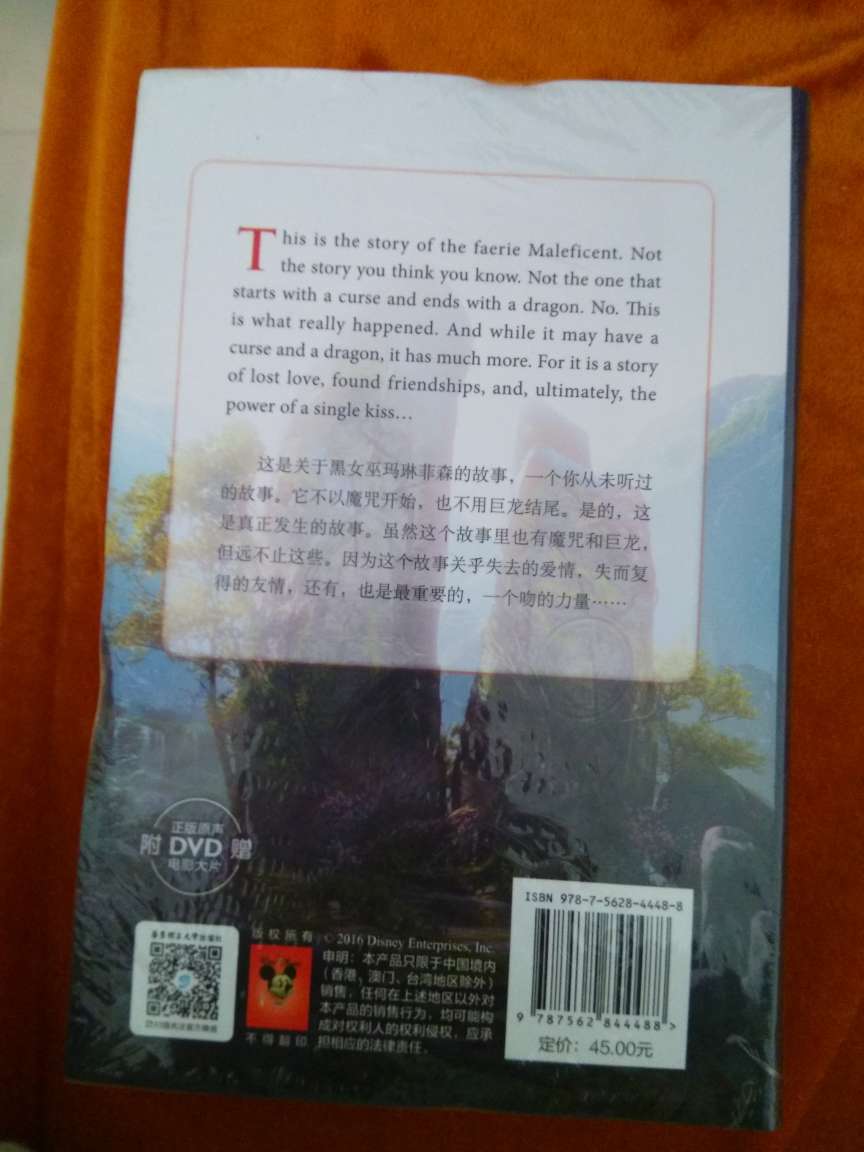 This is the story of the faerie Maleficent. Not
the story you think you know. Not the one that
starts with a curse and ends with a dragon. No. This
is what really happened. And while it may have a
curse and a dragon, it has much more. For it is a story
of lost love, found friendships, and, ultimately, the
power of a single kiss…
这是关于黑女巫玛琳菲森的故事，一个你从未听过
的故事。它不以魔咒开始，也不用巨龙结尾。是的，这
是真正发生的故事。虽然这个故事里也有魔咒和巨龙，
但远不止这些。因为这个故事关乎失去的爱情，失而复
得的友情，还有，也是最重要的，一个吻的力量……
正版原声
附 DVD 赠
电影大片
华东理工大学出版社
版权所有
不得翻印
© 2016 Disney Enterprises, Inc.
申明：本产品只限于中国境内
（香港、澳门、台湾地区除外）
销售，任何在上述地区以外对
本产品的销售行为，均可能构
成对权利人的权利侵权，应承
担相应的法律责任。
ISBN 978-7-5628-4448-8
9 787562 844488 >
定价：45.00元